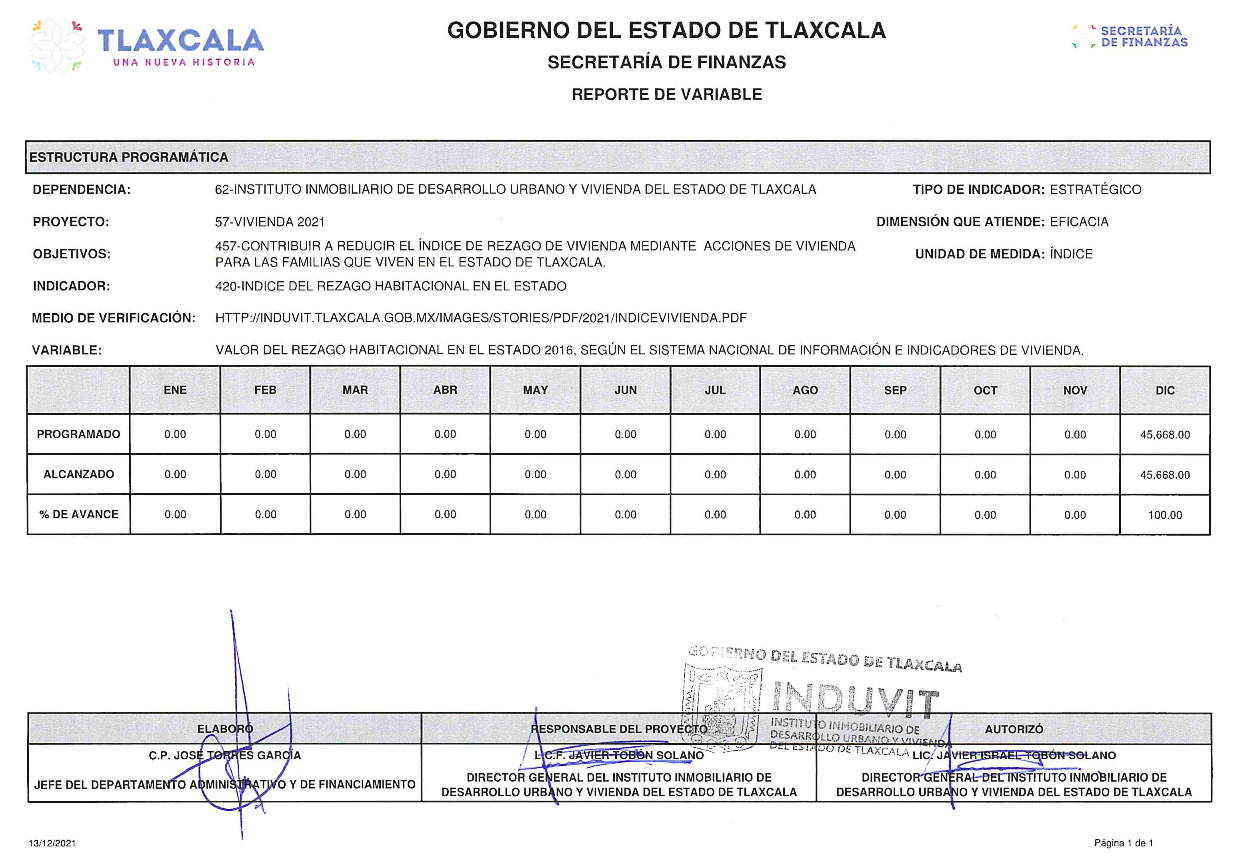 TLAXCALA
UNA NUEVA HISTORIA
GOBIERNO DEL ESTADO DE TLAXCALA
SECRETARÍA DE FINANZAS
REPORTE DE VARIABLE
SECRETARÍA
DE FINANZAS
ESTRUCTURA PROGRAMÁTICA
DEPENDENCIA: 62-INSTITUTO INMOBILIARIO DE DESARROLLO URBANO Y VIVIENDA DEL ESTADO DE TLAXCALA TIPO DE INDICADOR: ESTRATÉGICO
PROYECTO: 57-VIVIENDA 2021 DIMENSIÓN QUE ATIENDE: EFICACIA
OBJETIVOS: 457-CONTRIBUIR A REDUCIR EL ÍNDICE DE REZAGO DE VIVIENDA MEDIANTE ACCIONES DE VIVIENDA
PARA LAS FAMILIAS QUE VIVEN EN EL ESTADO DE TLAXCALA. UNIDAD DE MEDIDA: ÍNDICE
INDICADOR: 420-INDICE DEL REZAGO HABITACIONAL EN EL ESTADO
MEDIO DE VERIFICACIÓN: HTTP://INDUVIT.TLAXCALA.GOB.MX/IMAGES/STORIES/PDF/2021/INDICEVIVIENDA.PDF
VARIABLE: VALOR DEL REZAGO HABITACIONAL EN EL ESTADO 2016, SEGÚN EL SISTEMA NACIONAL DE INFORMACIÓN E INDICADORES DE VIVIENDA.
ENE FEB MAR ABR MAY JUN JUL AGO SEP OCT NOV DIC
PROGRAMADO 0.00 0.00 0.00 0.00 0.00 0.00 0.00 0.00 0.00 0.00 0.00 45,668.00
ALCANZADO 0.00 0.00 0.00 0.00 0.00 0.00 0.00 0.00 0.00 0.00 0.00 45,668.00
% DE AVANCE 0.00 0.00 0.00 0.00 0.00 0.00 0.00 0.00 0.00 0.00 0.00 100.00
GOBIERNO DEL ESTADO DE TLAXCALA
INDUVIT
INSTITUTO INMOBILIARIO DE
DESARROLLO URBANO Y VIVIENDA
DEL ESTADO DE TLAXCALA
ELABORÓ RESPONSABLE DEL PROYECTO AUTORIZÓ
C.P. JOSÉ TORRES GARCÍA L.C.F. JAVIER TOBÓN SOLANO LIC. JAVIER ISRAEL TOBÓN SOLANO
JEFE DEL DEPARTAMENTO ADMINISTRATIVO Y DE FINANCIAMIENTO DIRECTOR GENERAL DEL INSTITUTO INMOBILIARIO DE DIRECTOR GENERAL DEL INSTITUTO INMOBILIARIO DE
DESARROLLO URBANO Y VIVIENDA DEL ESTADO DE TLAXCALA DESARROLLO URBANO Y VIVIENDA DEL ESTADO DE TLAXCALA
13/12/2021 Página 1 de 1